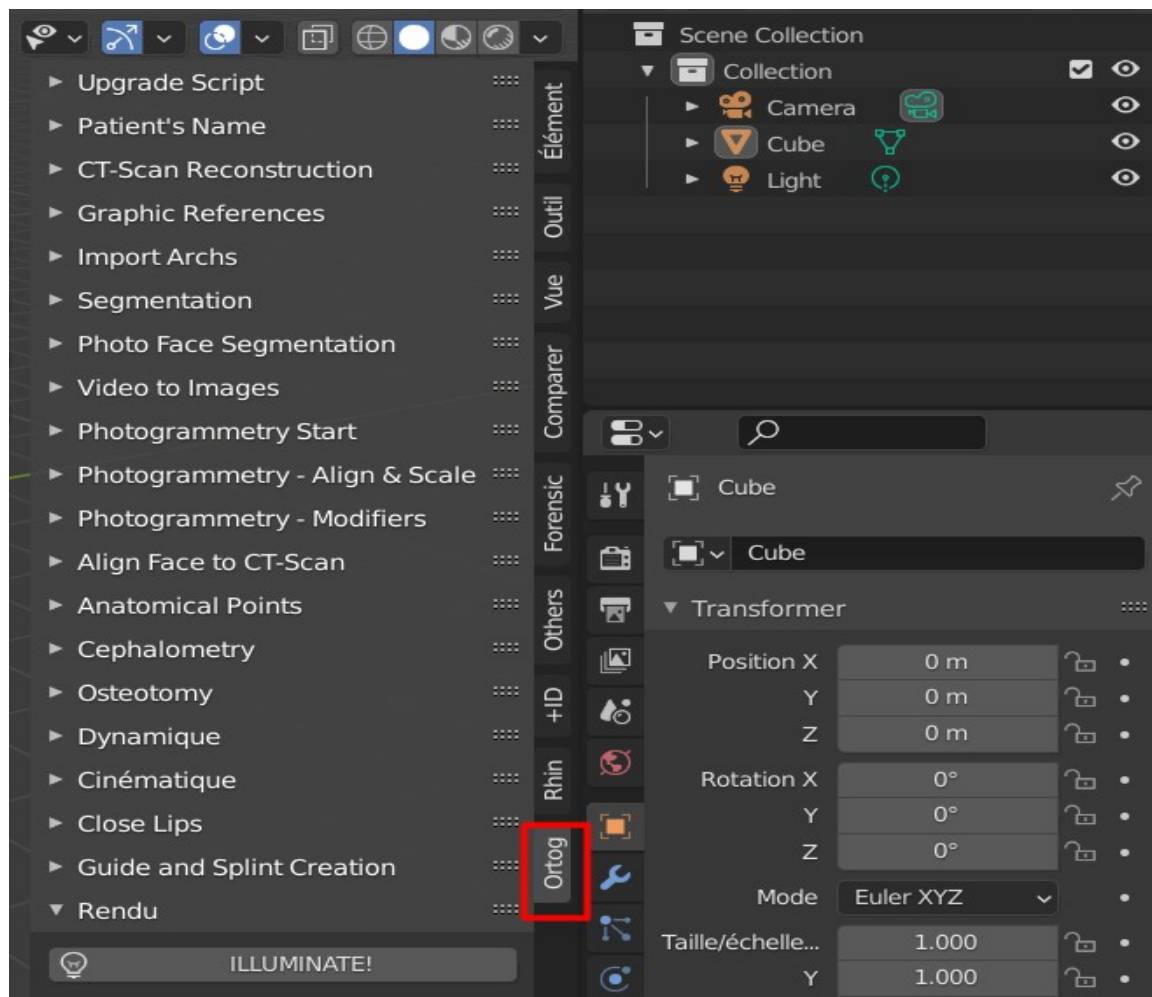 Upgrade Script
Patient's Name
CT-Scan Reconstruction
Graphic References
Import Archs
Segmentation
Photo Face Segmentation
Video to Images
Photogrammetry Start
Photogrammetry - Align & Scale
Photogrammetry - Modifiers
Align Face to CT-Scan
Anatomical Points
Cephalometry
Osteotomy
Dynamique
Cinématique
Close Lips
Guide and Splint Creation
Rendu
ILLUMINATE!
Élément
Outil
Vue
Comparer
Forensic
Others
+ID
Rhin
Ortog
Scene Collection
Collection
Camera
Cube
Light
Cube
Cube
Transformer
Position X 0 m
Y 0 m
Z 0 m
Rotation X 0°
Y 0°
Z 0°
Mode Euler XYZ
Taille/échelle... 1.000
Y 1.000